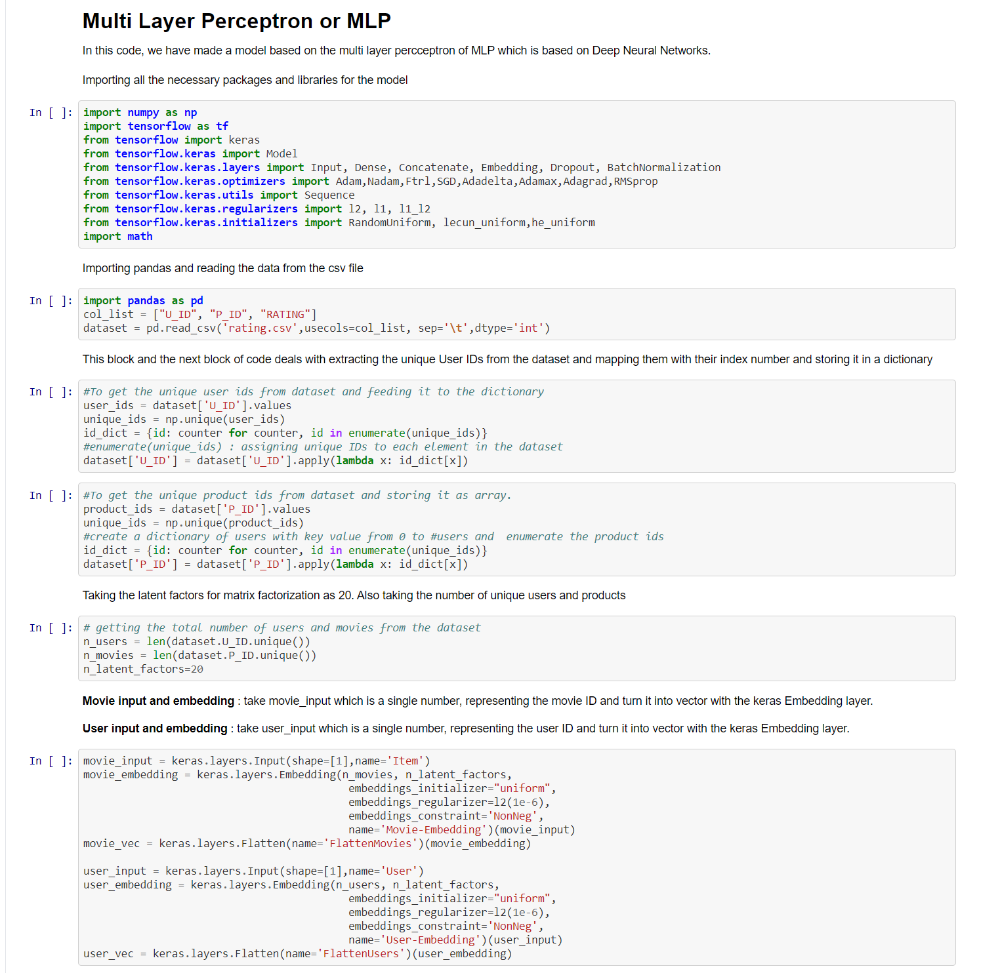 Multi Layer Perceptron or MLP
In this code, we have made a model based on the multi layer percceptron of MLP which is based on Deep Neural Networks.
Importing all the necessary packages and libraries for the model
In [ ]: import numpy as np
import tensorflow as tf
from tensorflow import keras
from tensorflow.keras import Model
from tensorflow.keras.layers import Input, Dense, Concatenate, Embedding, Dropout, BatchNormalization
from tensorflow.keras.optimizers import Adam,Nadam,Ftrl,SGD,Adadelta,Adamax,Adagrad,RMSprop
from tensorflow.keras.utils import Sequence
from tensorflow.keras.regularizers import l2, l1, l1_l2
from tensorflow.keras.initializers import RandomUniform, lecun_uniform,he_uniform
import math
Importing pandas and reading the data from the csv file
In [ ]: import pandas as pd
col_list = ["U_ID", "P_ID", "RATING"]
dataset = pd.read_csv('rating.csv',usecols=col_list, sep='\t',dtype='int')
This block and the next block of code deals with extracting the unique User IDs from the dataset and mapping them with their index number and storing it in a dictionary
In [ ]: #To get the unique user ids from dataset and feeding it to the dictionary
user_ids = dataset['U_ID'].values
unique_ids = np.unique(user_ids)
id_dict = {id: counter for counter, id in enumerate(unique_ids)}
#enumerate(unique_ids) : assigning unique IDs to each element in the dataset
dataset['U_ID'] = dataset['U_ID'].apply(lambda x: id_dict[x])
In [ ]: #To get the unique product ids from dataset and storing it as array.
product_ids = dataset['P_ID'].values
unique_ids = np.unique(product_ids)
#create a dictionary of users with key value from 0 to #users and  enumerate the product ids
id_dict = {id: counter for counter, id in enumerate(unique_ids)}
dataset['P_ID'] = dataset['P_ID'].apply(lambda x: id_dict[x])
Taking the latent factors for matrix factorization as 20. Also taking the number of unique users and products
In [ ]: # getting the total number of users and movies from the dataset
n_users = len(dataset.U_ID.unique())
n_movies = len(dataset.P_ID.unique())
n_latent_factors=20
Movie input and embedding : take movie_input which is a single number, representing the movie ID and turn it into vector with the keras Embedding layer.
User input and embedding : take user_input which is a single number, representing the user ID and turn it into vector with the keras Embedding layer.
In [ ]: movie_input = keras.layers.Input(shape=[1],name='Item')
movie_embedding = keras.layers.Embedding(n_movies, n_latent_factors,
embeddings_initializer="uniform",
embeddings_regularizer=l2(1e-6),
embeddings_constraint='NonNeg',
name='Movie-Embedding')(movie_input)
movie_vec = keras.layers.Flatten(name='FlattenMovies')(movie_embedding)
user_input = keras.layers.Input(shape=[1],name='User')
user_embedding = keras.layers.Embedding(n_users, n_latent_factors,
embeddings_initializer="uniform",
embeddings_regularizer=l2(1e-6),
embeddings_constraint='NonNeg',
name='User-Embedding')(user_input)
user_vec = keras.layers.Flatten(name='FlattenUsers')(user_embedding)